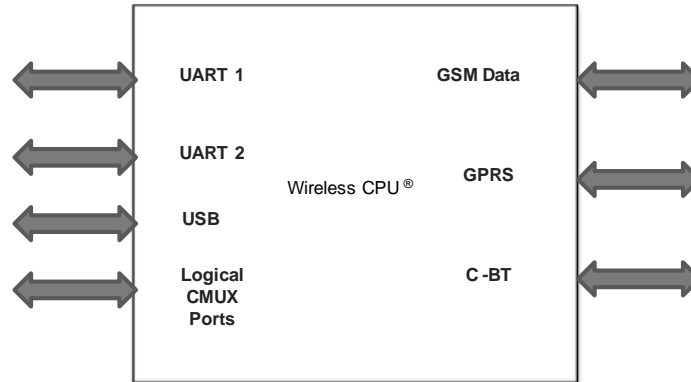 UART 1
GSM Data
UART 2
GPRS
Wireless CPU ®
USB
Logical
CMUX
Ports
C -BT